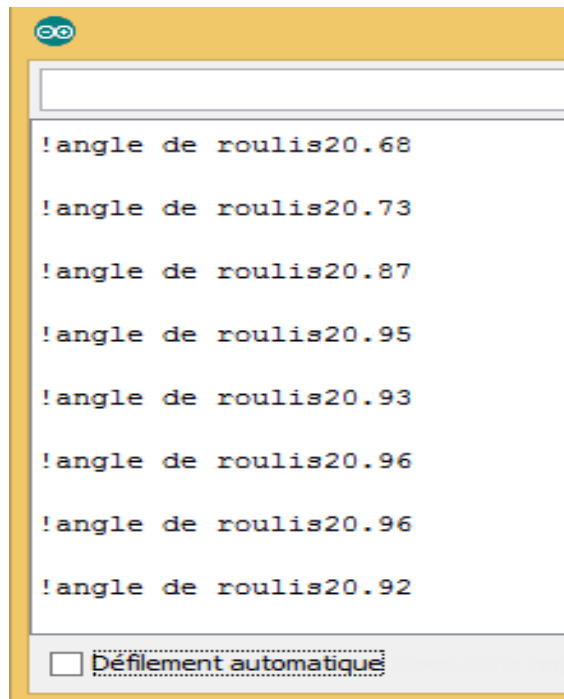 !angle de roulis20.68
!angle de roulis20.73
!angle de roulis20.87
!angle de roulis20.95
!angle de roulis20.93
!angle de roulis20.96
!angle de roulis20.96
!angle de roulis20.92
Défilement automatique